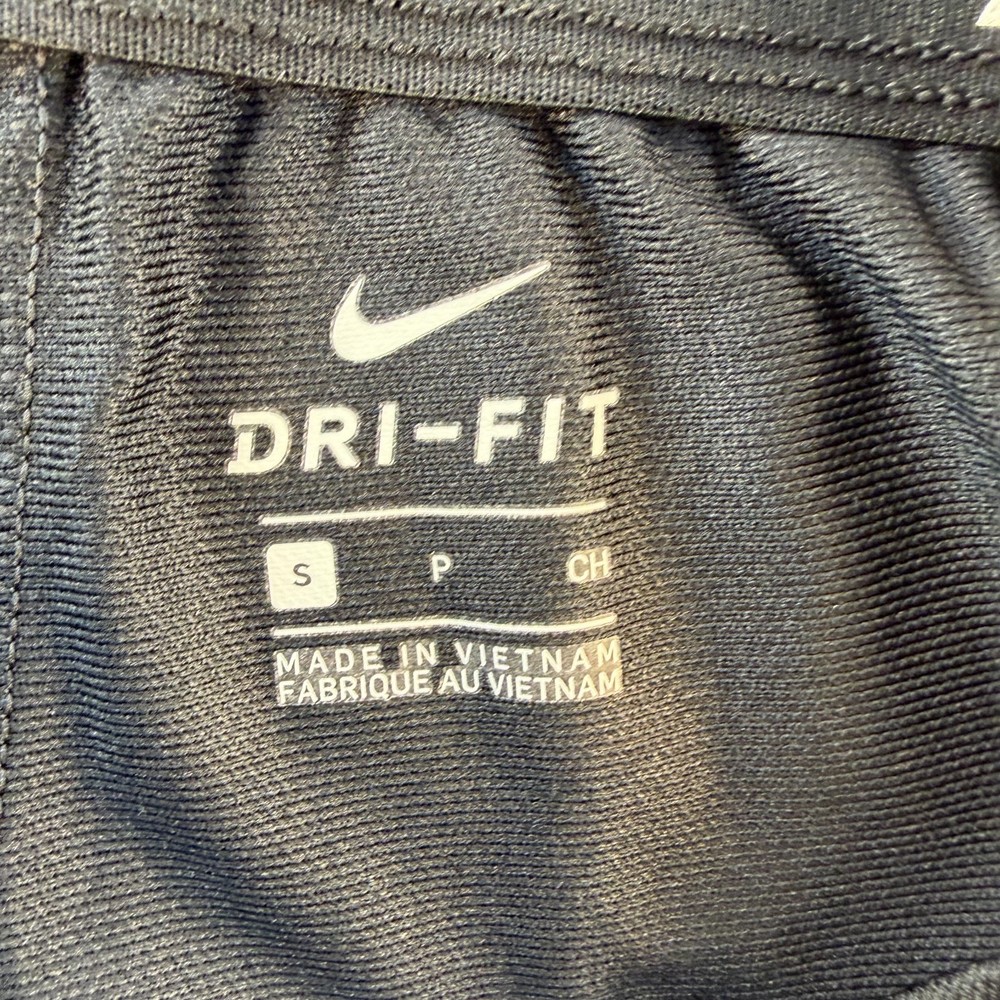 DRI-FIT
S P CH
MADE IN VIETNAM
FABRIQUE AU VIETNAM